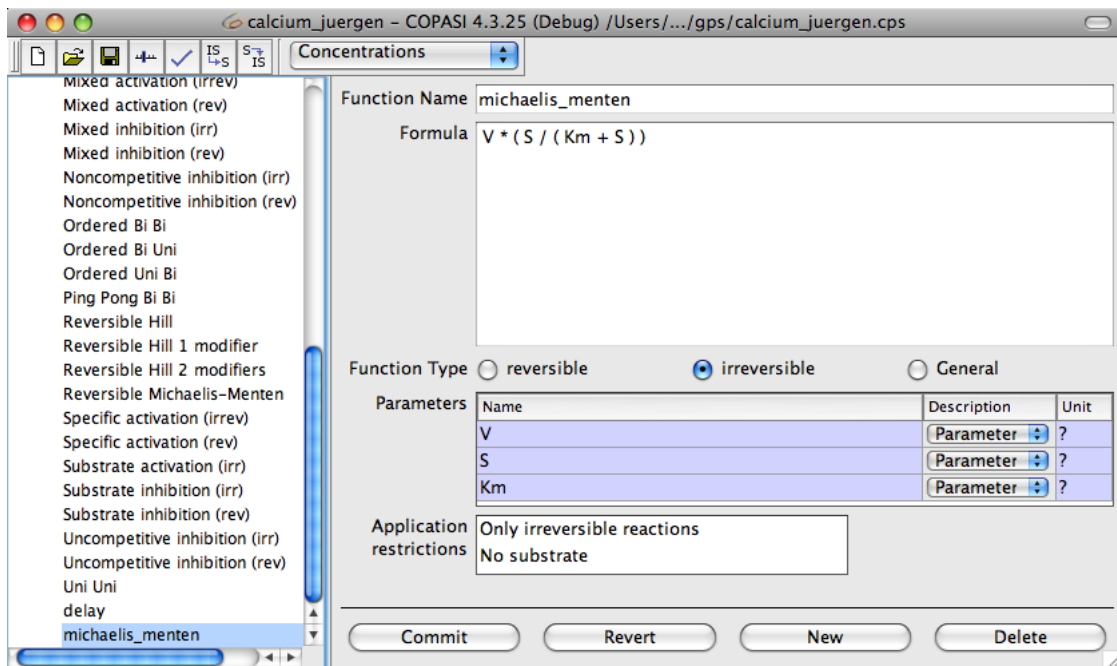 calcium_juergen – COPASI 4.3.25 (Debug) /Users/.../gps/calcium_juergen.cps
IS S S IS Concentrations
Mixed activation (irrev)
Mixed activation (rev)
Mixed inhibition (irr)
Mixed inhibition (rev)
Noncompetitive inhibition (irr)
Noncompetitive inhibition (rev)
Ordered Bi Bi
Ordered Bi Uni
Ordered Uni Bi
Ping Pong Bi Bi
Reversible Hill
Reversible Hill 1 modifier
Reversible Hill 2 modifiers
Reversible Michaelis–Menten
Specific activation (irrev)
Specific activation (rev)
Substrate activation (irr)
Substrate inhibition (irr)
Substrate inhibition (rev)
Uncompetitive inhibition (irr)
Uncompetitive inhibition (rev)
Uni Uni
delay
michaelis_menten
Function Name michaelis_menten
Formula V * ( S / ( Km + S ) )
Function Type reversible irreversible General
Parameters Name Description Unit
V Parameter ?
S Parameter ?
Km Parameter ?
Application restrictions
Only irreversible reactions
No substrate
Commit Revert New Delete